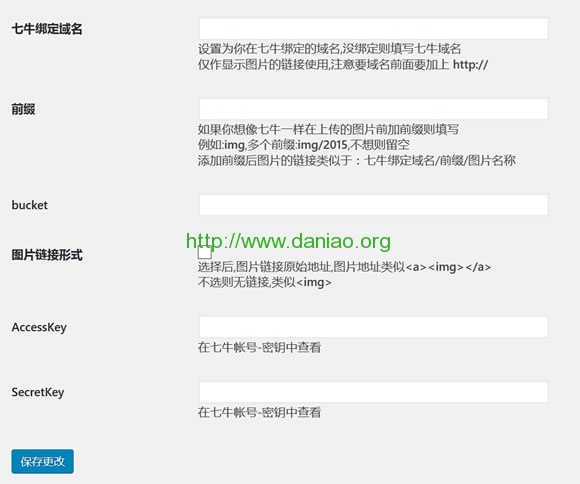 七牛绑定域名
设置为你在七牛绑定的域名,没绑定则填写七牛域名
仅作显示图片的链接使用,注意要域名前面要加上 http://
前缀
如果你想像七牛一样在上传的图片前加前缀则填写
例如:img,多个前缀:img/2015,不想则留空
添加前缀后图片的链接类似于：七牛绑定域名/前缀/图片名称
bucket
http://www.daniao.org
图片链接形式
选择后,图片链接原始地址,图片地址类似<a><img></a>
不选则无链接,类似<img>
AccessKey
在七牛帐号-密钥中查看
SecretKey
在七牛帐号-密钥中查看
保存更改